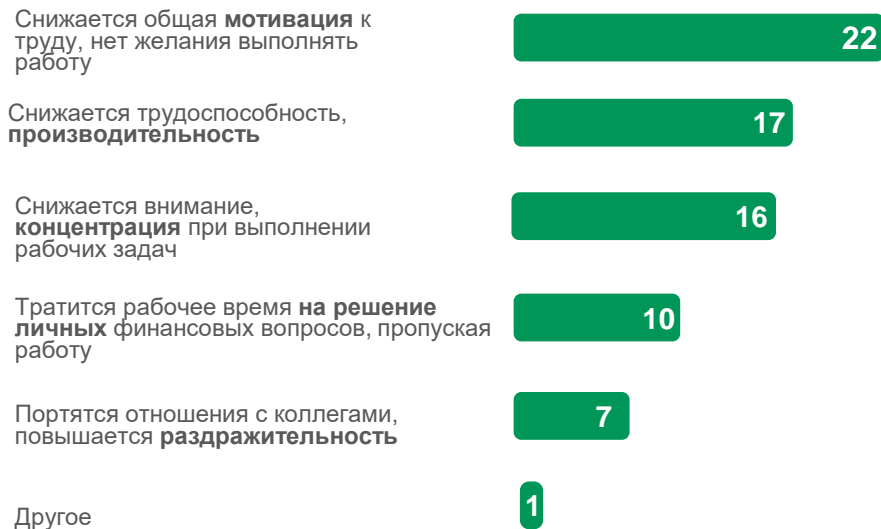 Снижается общая мотивация к
труду, нет желания выполнять
работу
22
Снижается трудоспособность,
производительность
17
Снижается внимание,
концентрация при выполнении
рабочих задач
16
Тратится рабочее время на решение
личных финансовых вопросов, пропуская
работу
10
Портятся отношения с коллегами,
повышается раздражительность
7
Другое
1